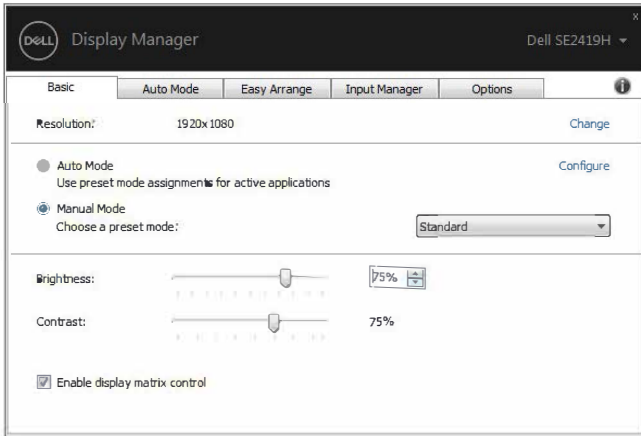 x
DELL Display Manager Dell SE2419H
Basic Auto Mode Easy Arrange Input Manager Options i
Resolution: 1920x1080 Change
Auto Mode Configure
Use preset mode assignments for active applications
Manual Mode
Choose a preset mode: Standard
Brightness: 75%
Contrast: 75%
Enable display matrix control